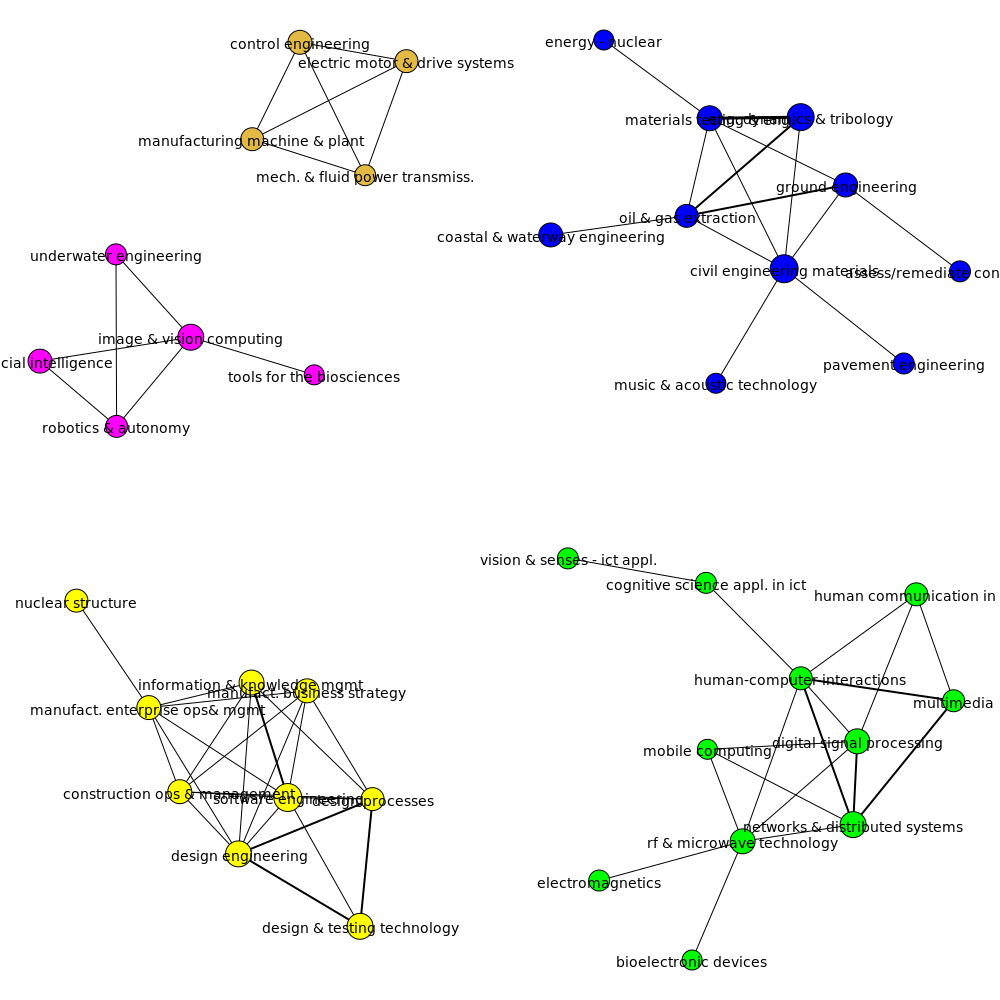 control engineering
electric motor & drive systems
manufacturing machine & plant
mech. & fluid power transmiss.
energy - nuclear
materials testing & eng.
dynamics & tribology
ground engineering
oil & gas extraction
coastal & waterway engineering
civil engineering materials
assess/remediate con
pavement engineering
music & acoustic technology
underwater engineering
image & vision computing
cial intelligence
tools for the biosciences
robotics & autonomy
nuclear structure
information & knowledge mgmt
manufact. business strategy
manufact. enterprise ops& mgmt
construction ops & management
software engineering
design processes
design engineering
design & testing technology
vision & senses - ict appl.
cognitive science appl. in ict
human communication in
human-computer interactions
multimedia
digital signal processing
mobile computing
networks & distributed systems
rf & microwave technology
electromagnetics
bioelectronic devices